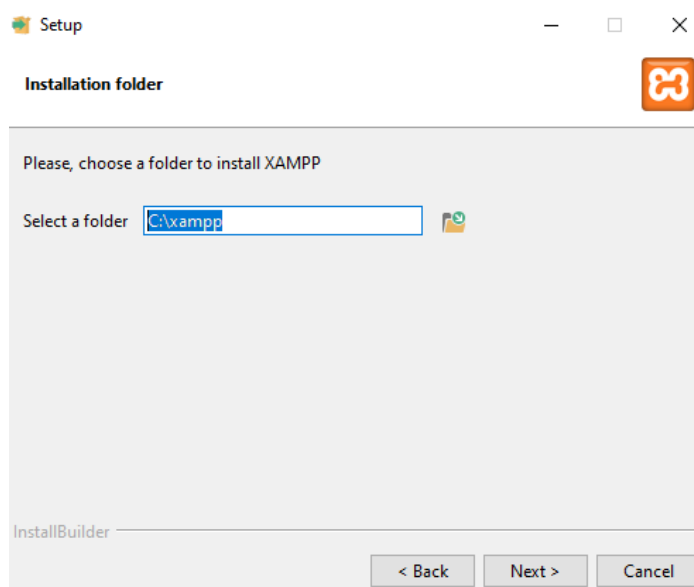 Setup
Installation folder
Please, choose a folder to install XAMPP
Select a folder C:\xampp
InstallBuilder
< Back Next > Cancel